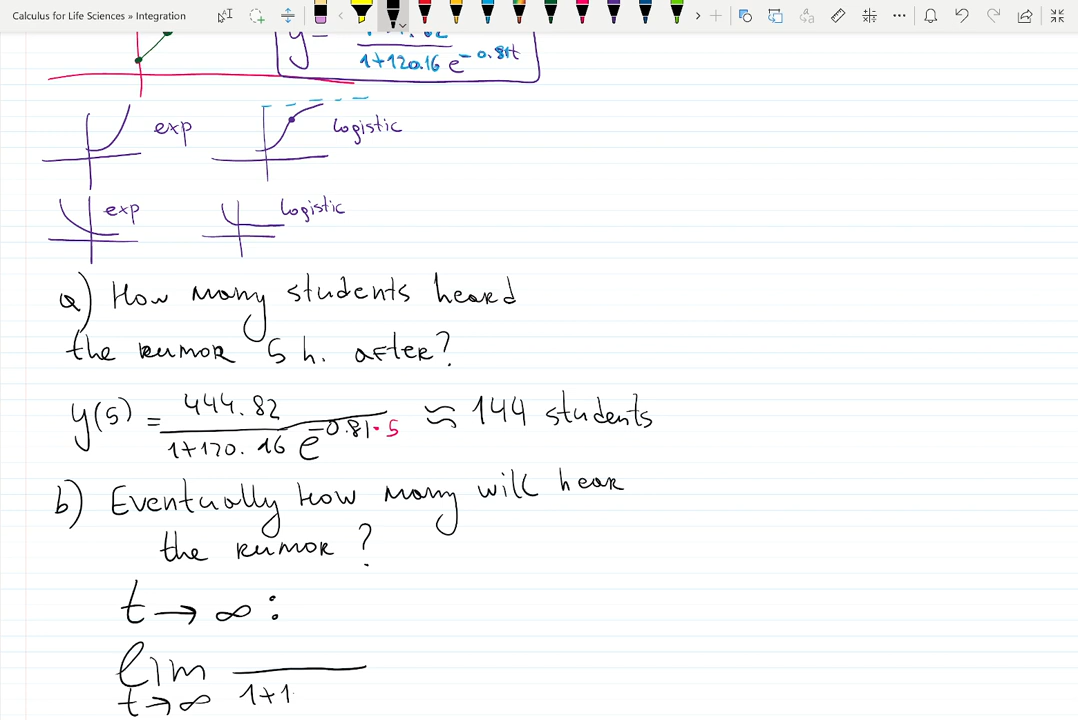 Calculus for Life Sciences » Integration
y = 
1+120.16 e^-0.81t
exp logistic
exp logistic
a) How many students heard
the rumor 5 h. after?
y(5) = 444.82 / 1+120.16 e^-0.81·5 ≈ 144 students
b) Eventually how many will hear
the rumor?
t → ∞ :
lim
t→∞ 1+1